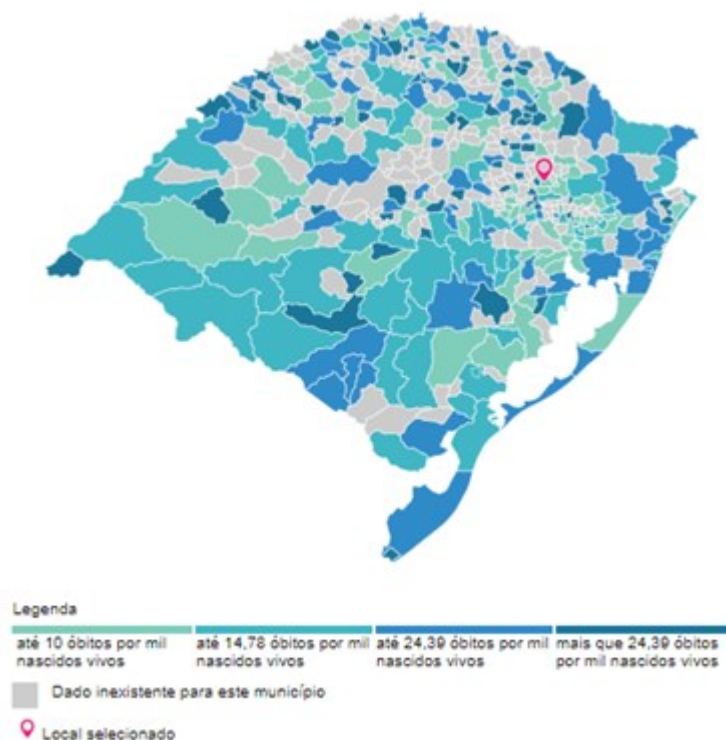 Legenda
até 10 óbitos por mil
nascidos vivos
até 14,78 óbitos por mil
nascidos vivos
até 24,39 óbitos por mil
nascidos vivos
mais que 24,39 óbitos
por mil nascidos vivos
Dado inexistente para este município
Local selecionado